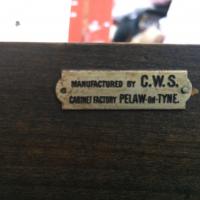 MANUFACTURED BY C.W.S.
CABINET FACTORY PELAW-ON-TYNE.